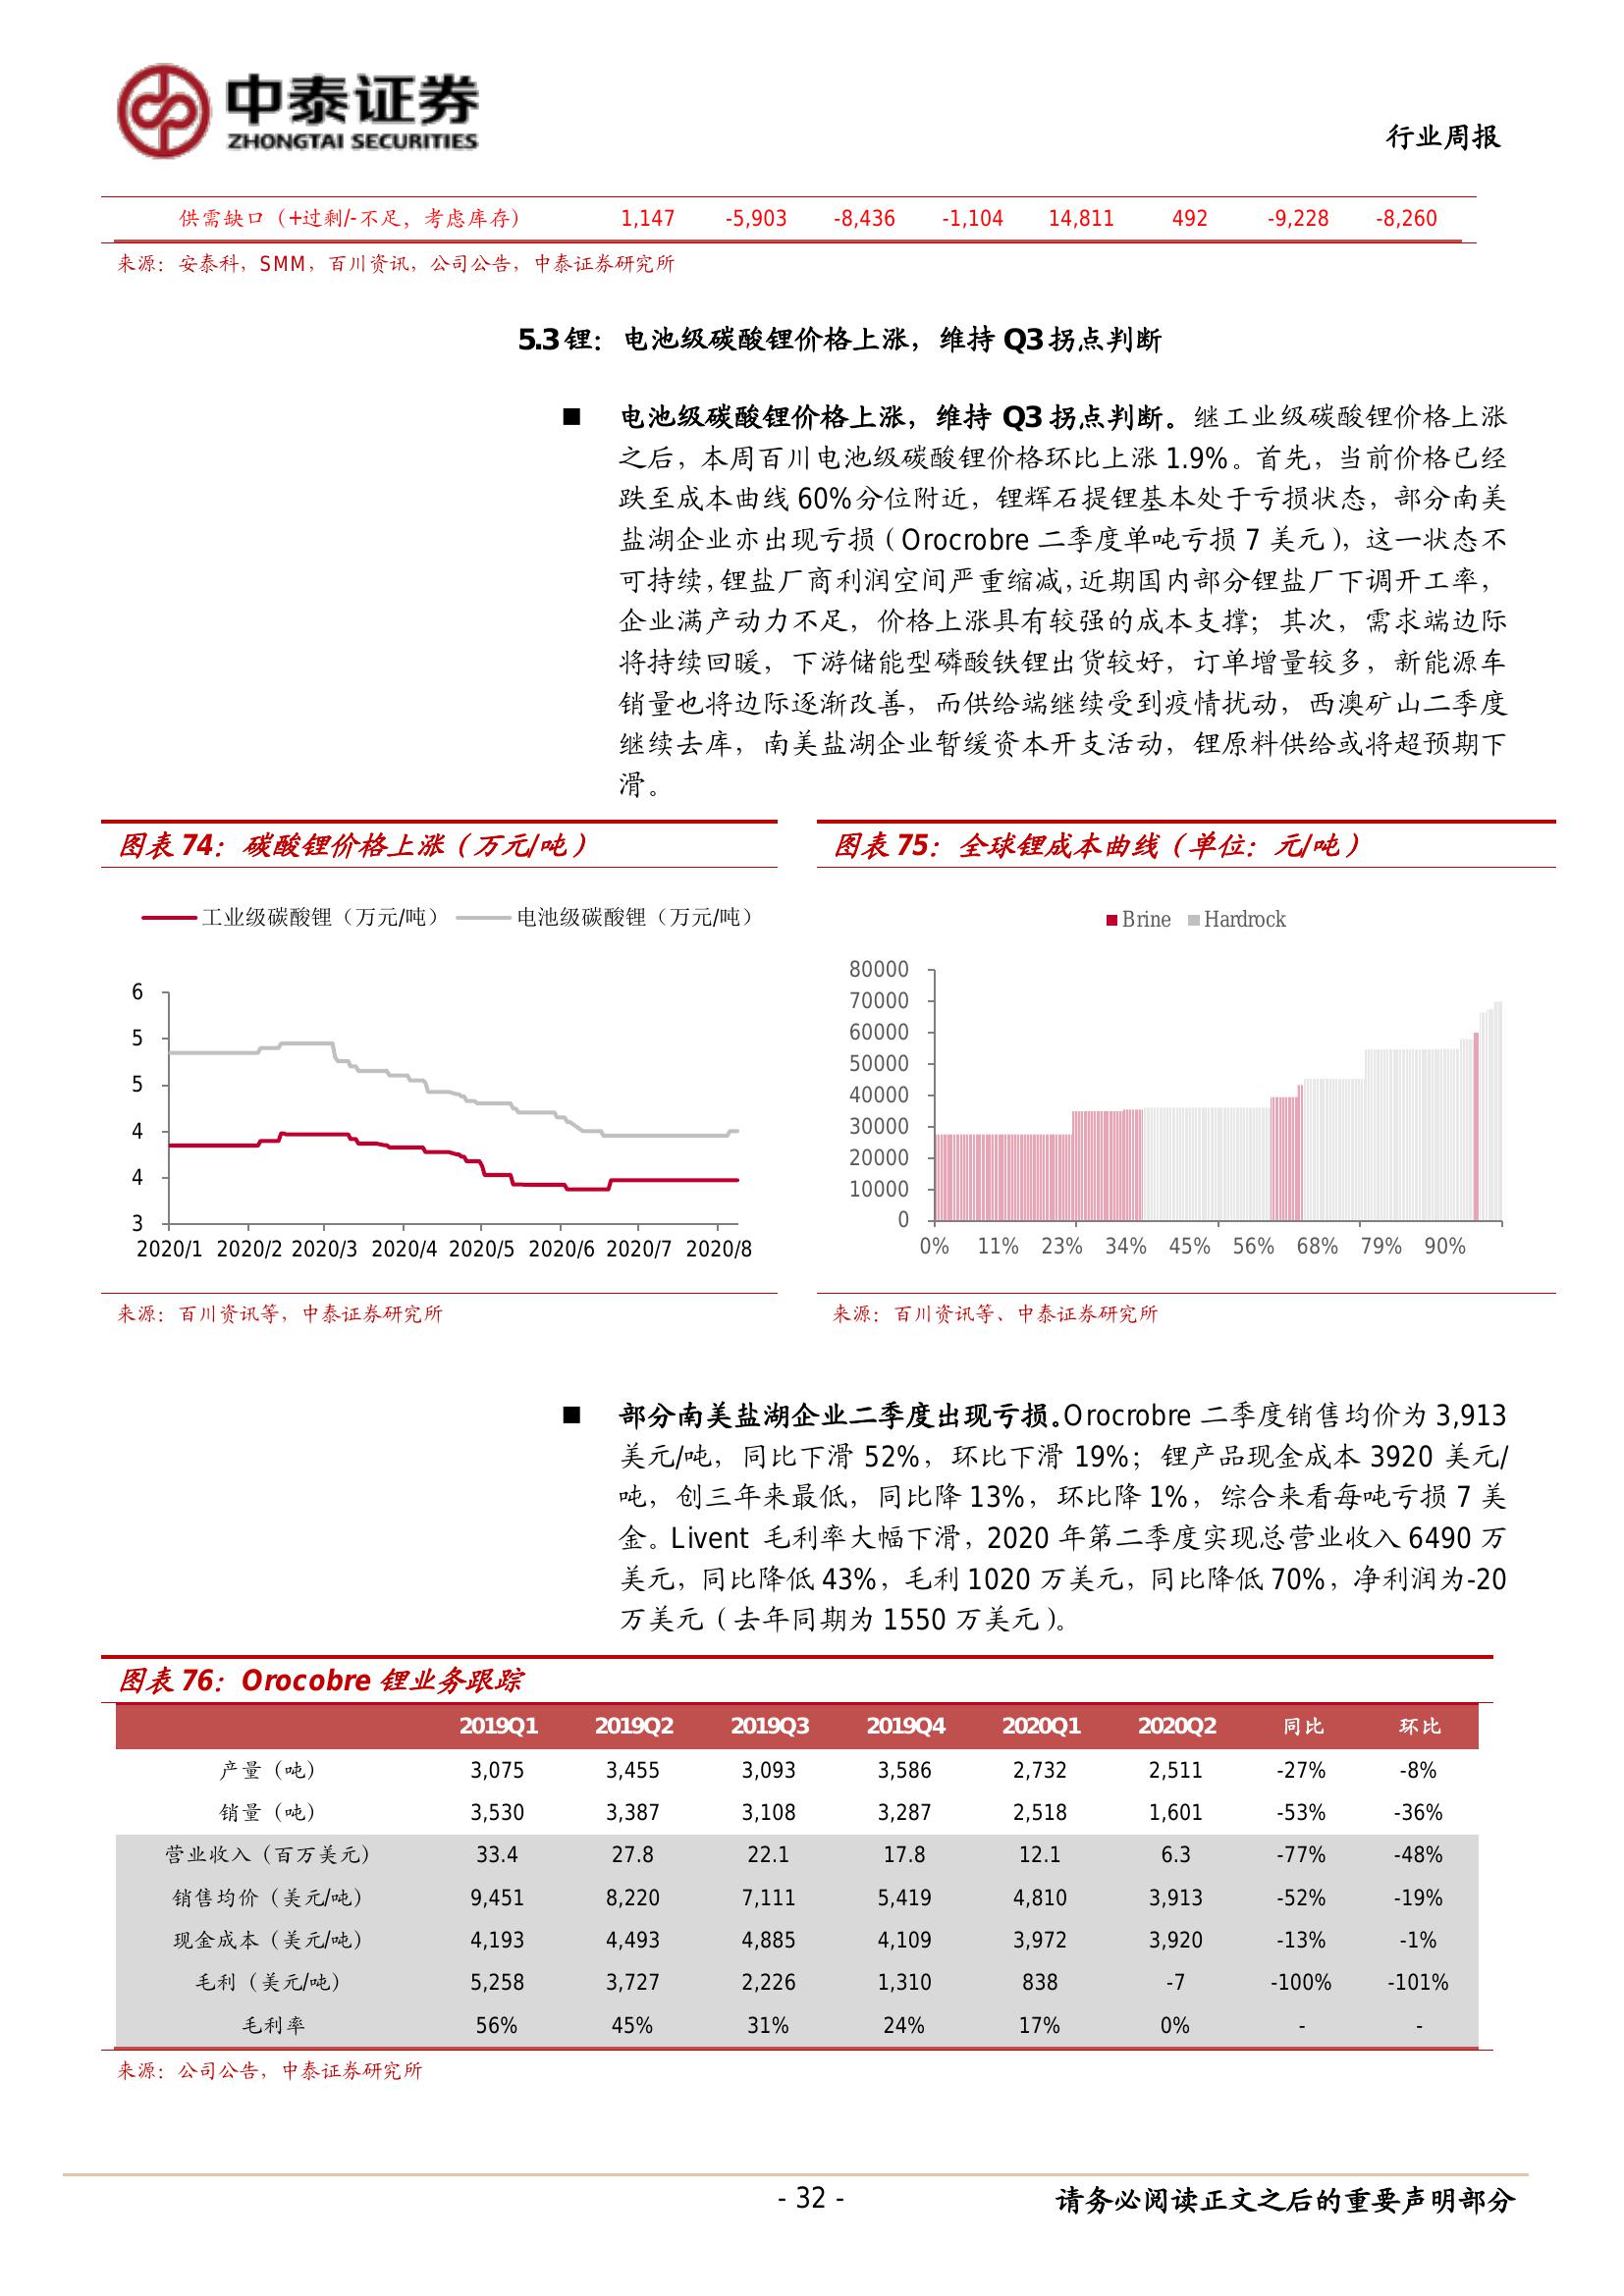 中泰证券
ZHONGTAI SECURITIES
行业周报
供需缺口（+过剩/-不足，考虑库存） 1,147 -5,903 -8,436 -1,104 14,811 492 -9,228 -8,260
来源：安泰科，SMM，百川资讯，公司公告，中泰证券研究所
5.3 锂：电池级碳酸锂价格上涨，维持 Q3 拐点判断
■ 电池级碳酸锂价格上涨，维持 Q3 拐点判断。继工业级碳酸锂价格上涨
之后，本周百川电池级碳酸锂价格环比上涨 1.9%。首先，当前价格已经
跌至成本曲线 60%分位附近，锂辉石提锂基本处于亏损状态，部分南美
盐湖企业亦出现亏损（Orocrobre 二季度单吨亏损 7 美元），这一状态不
可持续，锂盐厂商利润空间严重缩减，近期国内部分锂盐厂下调开工率，
企业满产动力不足，价格上涨具有较强的成本支撑；其次，需求端边际
将持续回暖，下游储能型磷酸铁锂出货较好，订单增量较多，新能源车
销量也将边际逐渐改善，而供给端继续受到疫情扰动，西澳矿山二季度
继续去库，南美盐湖企业暂缓资本开支活动，锂原料供给或将超预期下
滑。
图表 74：碳酸锂价格上涨（万元/吨）
工业级碳酸锂（万元/吨） 电池级碳酸锂（万元/吨）
6
5
5
4
4
3
2020/1 2020/2 2020/3 2020/4 2020/5 2020/6 2020/7 2020/8
来源：百川资讯等，中泰证券研究所
图表 75：全球锂成本曲线（单位：元/吨）
Brine Hardrock
80000
70000
60000
50000
40000
30000
20000
10000
0
0% 11% 23% 34% 45% 56% 68% 79% 90%
来源：百川资讯等、中泰证券研究所
■ 部分南美盐湖企业二季度出现亏损。Orocrobre 二季度销售均价为 3,913
美元/吨，同比下滑 52%，环比下滑 19%；锂产品现金成本 3920 美元/
吨，创三年来最低，同比降 13%，环比降 1%，综合来看每吨亏损 7 美
金。Livent 毛利率大幅下滑，2020 年第二季度实现总营业收入 6490 万
美元，同比降低 43%，毛利 1020 万美元，同比降低 70%，净利润为-20
万美元（去年同期为 1550 万美元）。
图表 76：Orocobre 锂业务跟踪
2019Q1 2019Q2 2019Q3 2019Q4 2020Q1 2020Q2 同比 环比
产量（吨） 3,075 3,455 3,093 3,586 2,732 2,511 -27% -8%
销量（吨） 3,530 3,387 3,108 3,287 2,518 1,601 -53% -36%
营业收入（百万美元） 33.4 27.8 22.1 17.8 12.1 6.3 -77% -48%
销售均价（美元/吨） 9,451 8,220 7,111 5,419 4,810 3,913 -52% -19%
现金成本（美元/吨） 4,193 4,493 4,885 4,109 3,972 3,920 -13% -1%
毛利（美元/吨） 5,258 3,727 2,226 1,310 838 -7 -100% -101%
毛利率 56% 45% 31% 24% 17% 0% - -
来源：公司公告，中泰证券研究所
- 32 -
请务必阅读正文之后的重要声明部分